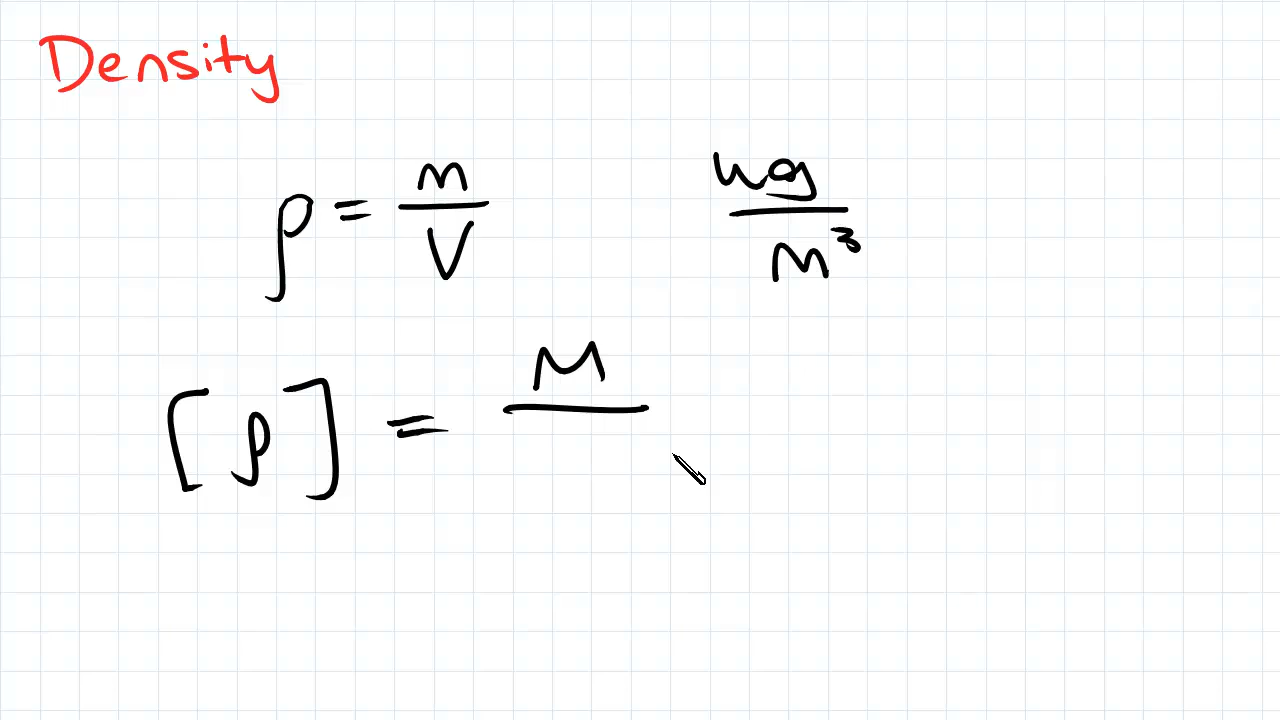 Density
ρ = m/V kg/m³
[ρ] = M/